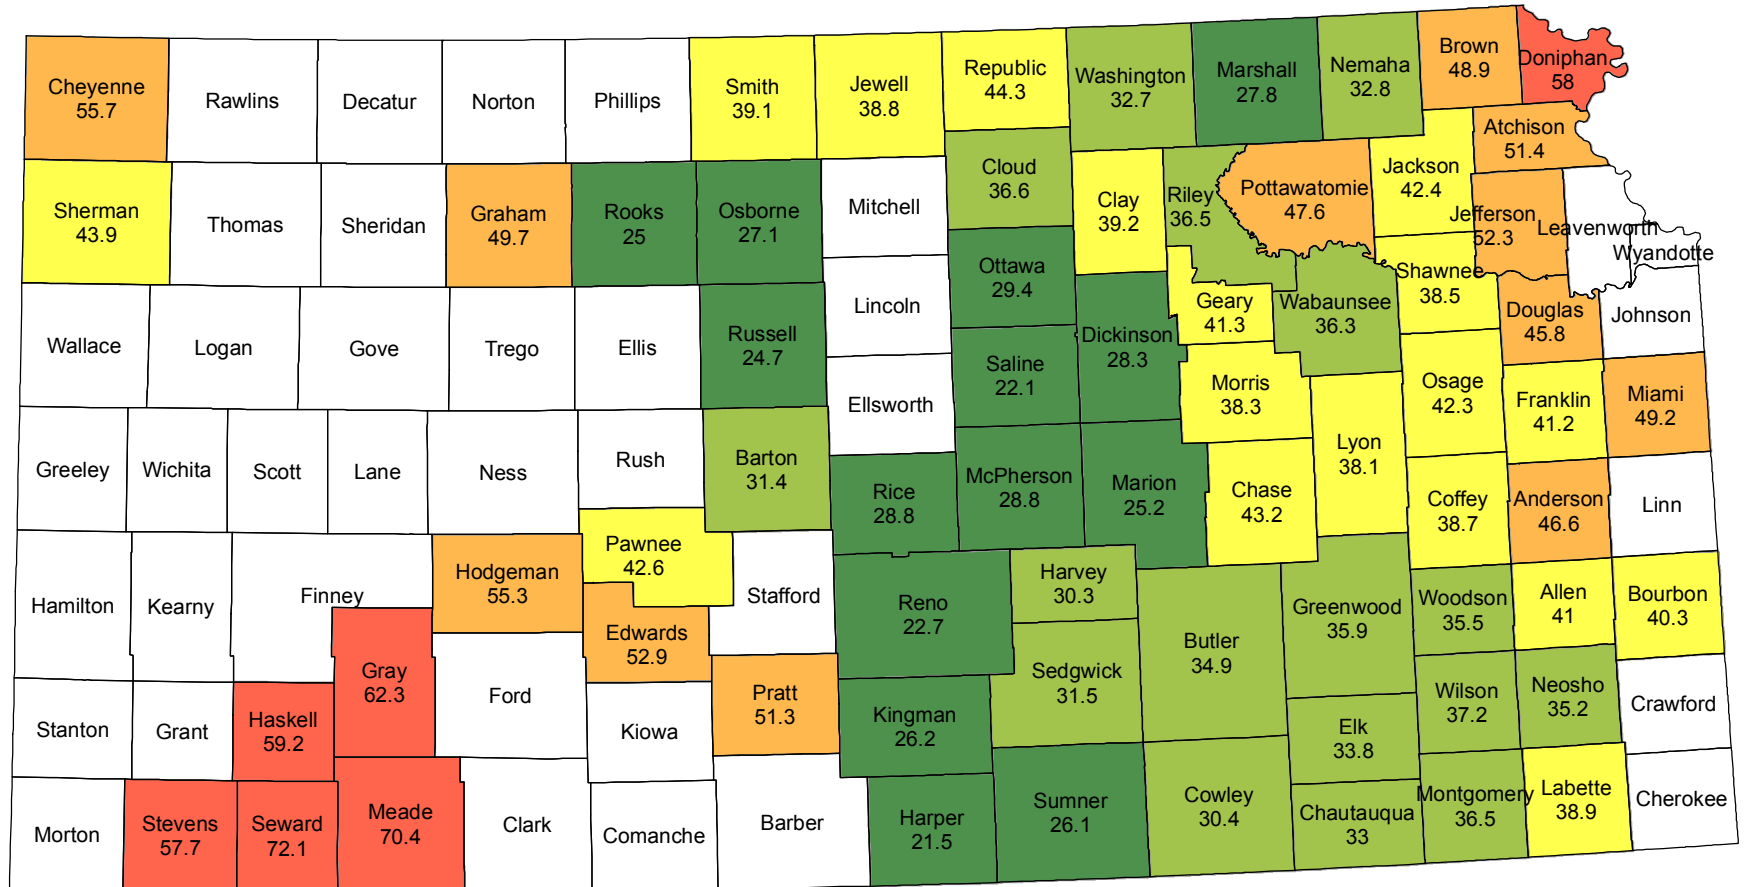 Cheyenne
55.7
Rawlins
Decatur
Norton
Phillips
Smith
39.1
Jewell
38.8
Republic
44.3
Washington
32.7
Marshall
27.8
Nemaha
32.8
Brown
48.9
Doniphan
58
Atchison
51.4
Sherman
43.9
Thomas
Sheridan
Graham
49.7
Rooks
25
Osborne
27.1
Mitchell
Cloud
36.6
Clay
39.2
Riley
36.5
Pottawatomie
47.6
Jackson
42.4
Jefferson
52.3
Leavenworth
Wyandotte
Ottawa
29.4
Lincoln
Wallace
Logan
Gove
Trego
Ellis
Russell
24.7
Dickinson
28.3
Geary
41.3
Wabaunsee
36.3
Shawnee
38.5
Douglas
45.8
Johnson
Saline
22.1
Ellsworth
Morris
38.3
Osage
42.3
Franklin
41.2
Miami
49.2
Greeley
Wichita
Scott
Lane
Ness
Rush
Barton
31.4
Rice
28.8
McPherson
28.8
Marion
25.2
Chase
43.2
Lyon
38.1
Coffey
38.7
Anderson
46.6
Linn
Hamilton
Kearny
Finney
Hodgeman
55.3
Pawnee
42.6
Stafford
Edwards
52.9
Reno
22.7
Harvey
30.3
Butler
34.9
Greenwood
35.9
Woodson
35.5
Allen
41
Bourbon
40.3
Gray
62.3
Ford
Kiowa
Pratt
51.3
Kingman
26.2
Sedgwick
31.5
Elk
33.8
Wilson
37.2
Neosho
35.2
Crawford
Stanton
Grant
Haskell
59.2
Morton
Stevens
57.7
Seward
72.1
Meade
70.4
Clark
Comanche
Barber
Harper
21.5
Sumner
26.1
Cowley
30.4
Chautauqua
33
Montgomery
36.5
Labette
38.9
Cherokee